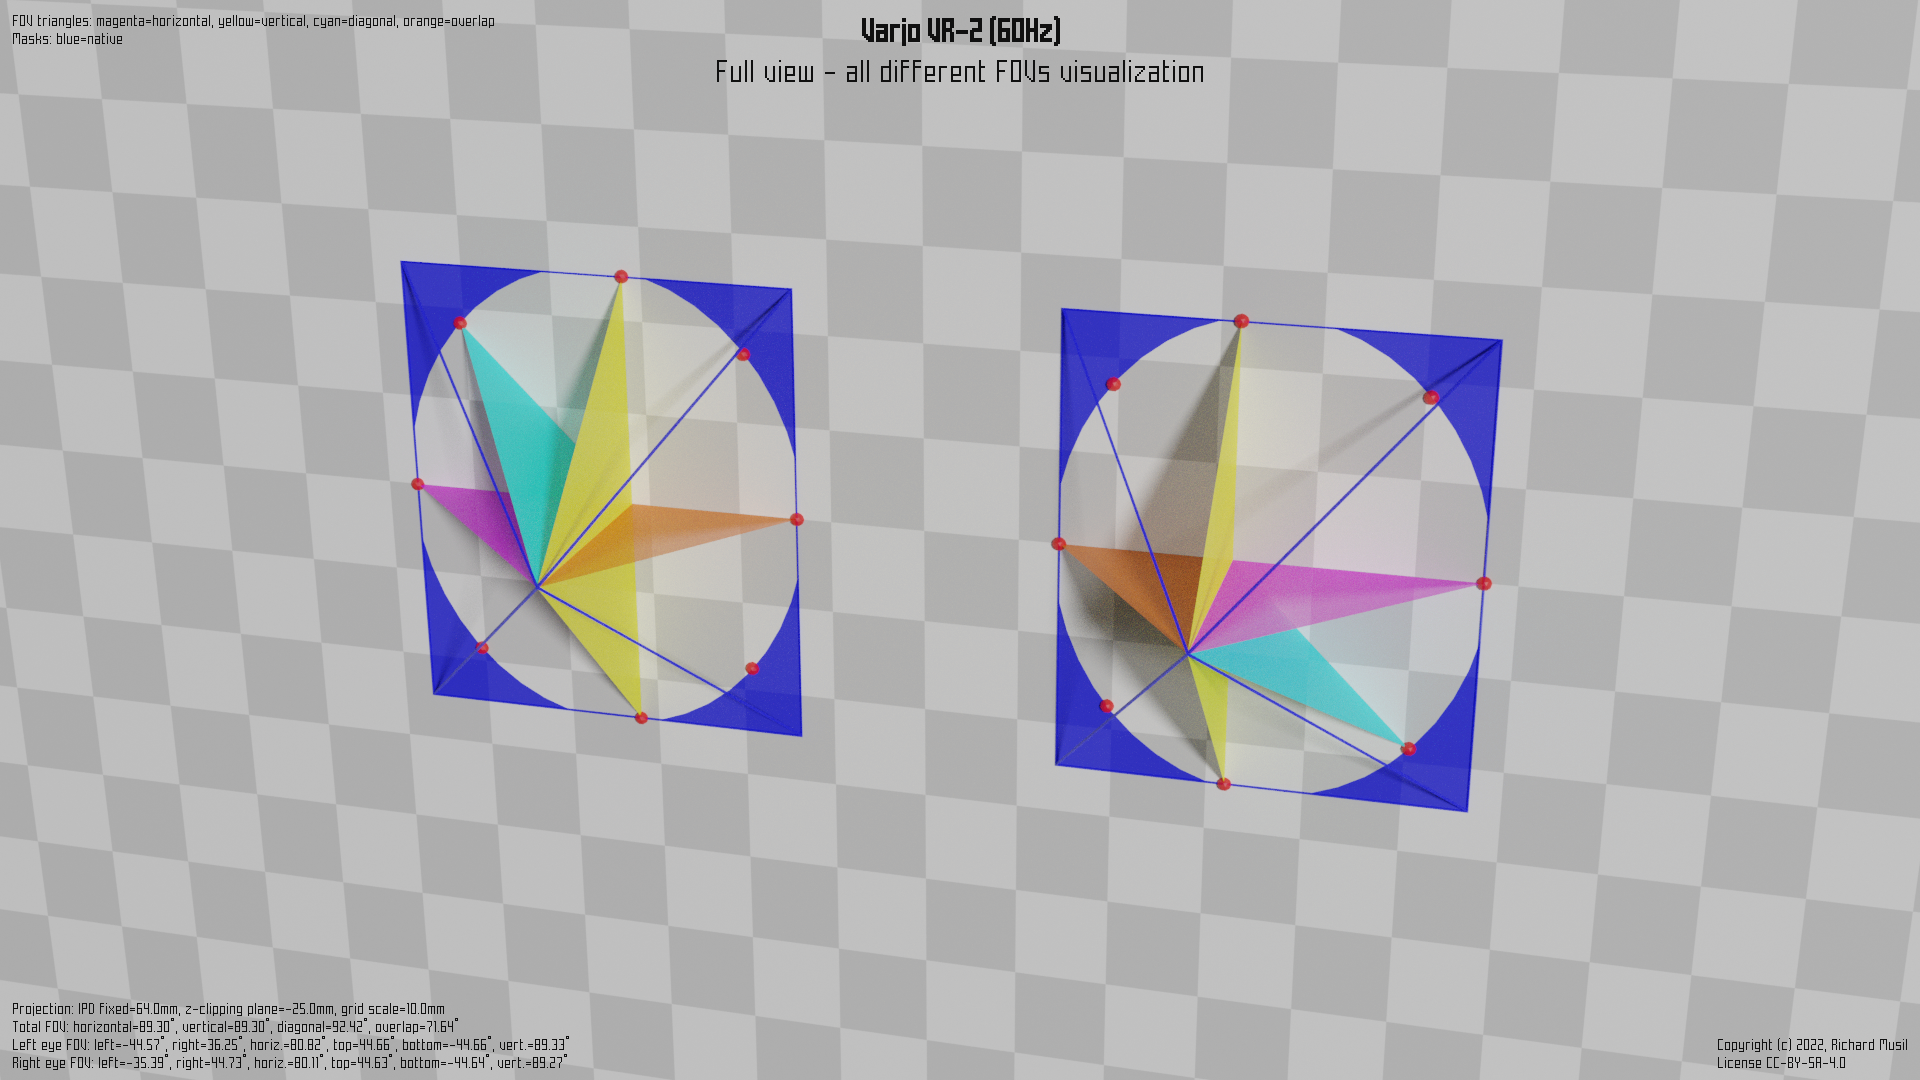 FOV triangles: magenta=horizontal, yellow=vertical, cyan=diagonal, orange=overlap
Masks: blue=native
Varjo VR-2 (60Hz)
Full view - all different FOVs visualization
Projection: IPD fixed=64.0mm, z-clipping plane=-25.0mm, grid scale=10.0mm
Total FOV: horizontal=89.30˚, vertical=89.30˚, diagonal=92.42˚, overlap=71.64˚
Left eye FOV: left=-44.57˚, right=36.25˚, horiz.=80.82˚, top=44.66˚, bottom=-44.66˚, vert.=89.33˚
Right eye FOV: left=-35.39˚, right=44.73˚, horiz.=80.11˚, top=44.63˚, bottom=-44.64˚, vert.=89.27˚
Copyright (c) 2022, Richard Musil
License CC-BY-SA-4.0